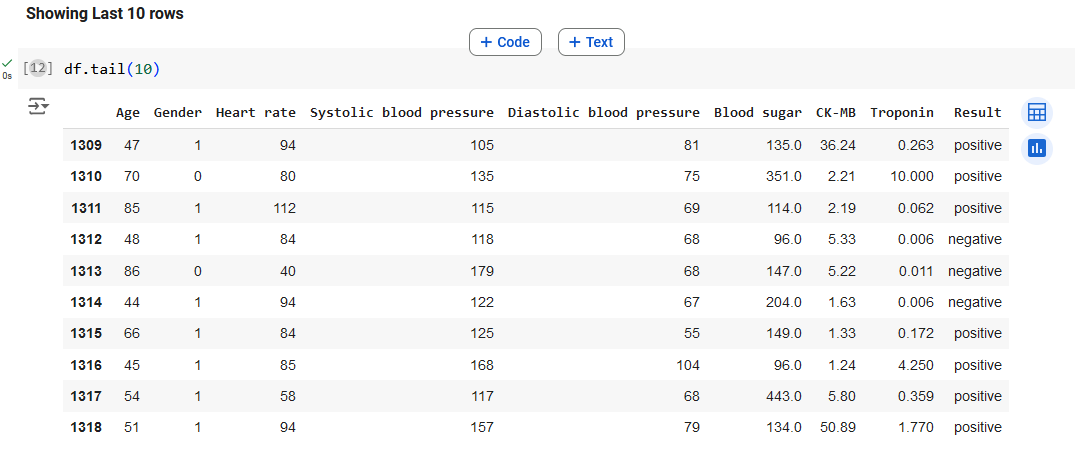 Showing Last 10 rows
+ Code + Text
[12] df.tail(10)
0s
Age Gender Heart rate Systolic blood pressure Diastolic blood pressure Blood sugar CK-MB Troponin Result
1309 47 1 94 105 81 135.0 36.24 0.263 positive
1310 70 0 80 135 75 351.0 2.21 10.000 positive
1311 85 1 112 115 69 114.0 2.19 0.062 positive
1312 48 1 84 118 68 96.0 5.33 0.006 negative
1313 86 0 40 179 68 147.0 5.22 0.011 negative
1314 44 1 94 122 67 204.0 1.63 0.006 negative
1315 66 1 84 125 55 149.0 1.33 0.172 positive
1316 45 1 85 168 104 96.0 1.24 4.250 positive
1317 54 1 58 117 68 443.0 5.80 0.359 positive
1318 51 1 94 157 79 134.0 50.89 1.770 positive